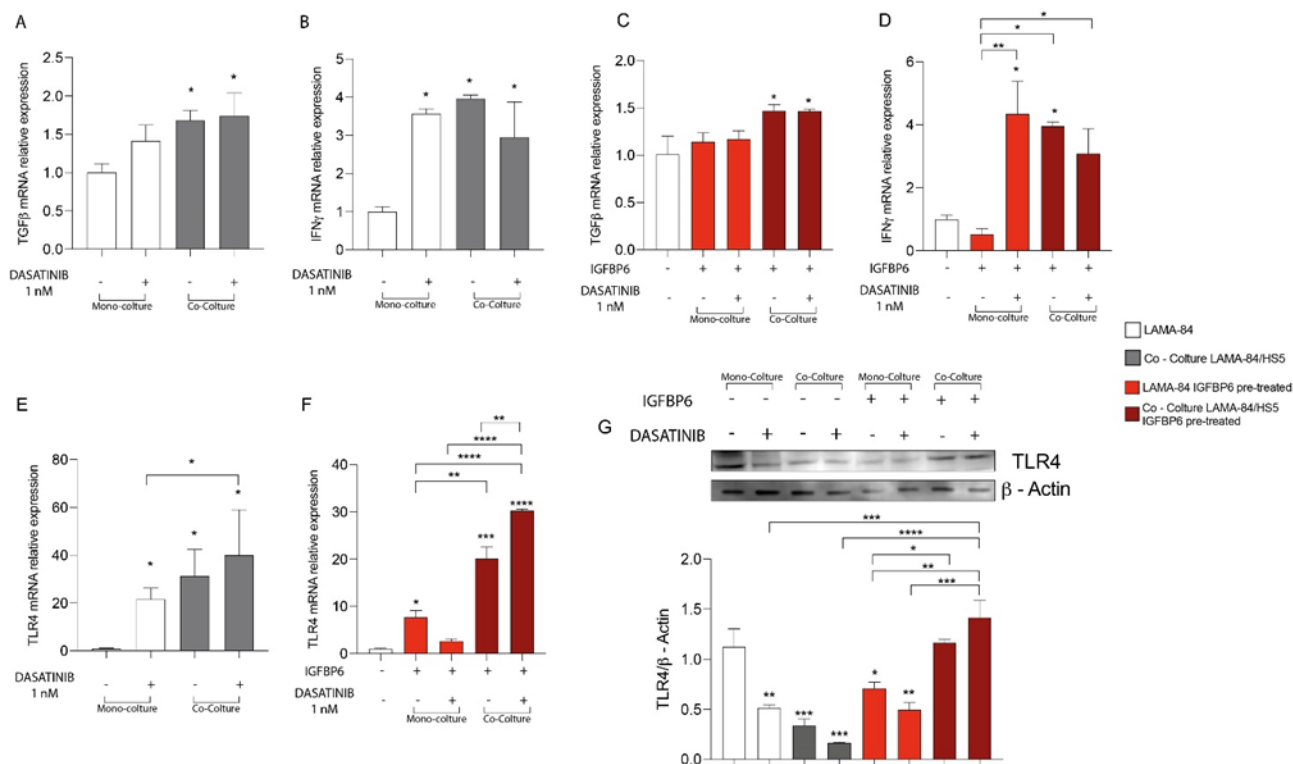 A
TGFβ mRNA relative expression
2.5
2.0
1.5
1.0
0.5
0.0
* *
DASATINIB
1 nM
- + - +
Mono-colture Co-Colture
B
IFNγ mRNA relative expression
5
4
3
2
1
0
* * *
DASATINIB
1 nM
- + - +
Mono-colture Co-Colture
C
TGFβ mRNA relative expression
2.0
1.5
1.0
0.5
0.0
* *
IGFBP6
- + + + +
DASATINIB
1 nM
- - + - +
Mono-colture Co-Colture
D
IFNγ mRNA relative expression
6
4
2
0
*
*
**
* *
IGFBP6
- + + + +
DASATINIB
1 nM
- - + - +
Mono-colture Co-Colture
LAMA-84
Co - Colture LAMA-84/HS5
LAMA-84 IGFBP6 pre-treated
Co - Colture LAMA-84/HS5
IGFBP6 pre-treated
E
TLR4 mRNA relative expression
80
60
40
20
0
*
* * *
DASATINIB
1 nM
- + - +
Mono-colture Co-Colture
F
TLR4 mRNA relative expression
40
30
20
10
0
**
****
****
**
* *** ****
IGFBP6
- + + + +
DASATINIB
1 nM
- - + - +
Mono-colture Co-Colture
Mono-Colture Co-Colture Mono-Colture Co-Colture
IGFBP6 - - - - + + + +
G
DASATINIB - + - + - + - +
TLR4
β - Actin
***
****
*
**
***
TLR4/β - Actin
2.0
1.5
1.0
0.5
0.0
** *** *** * **